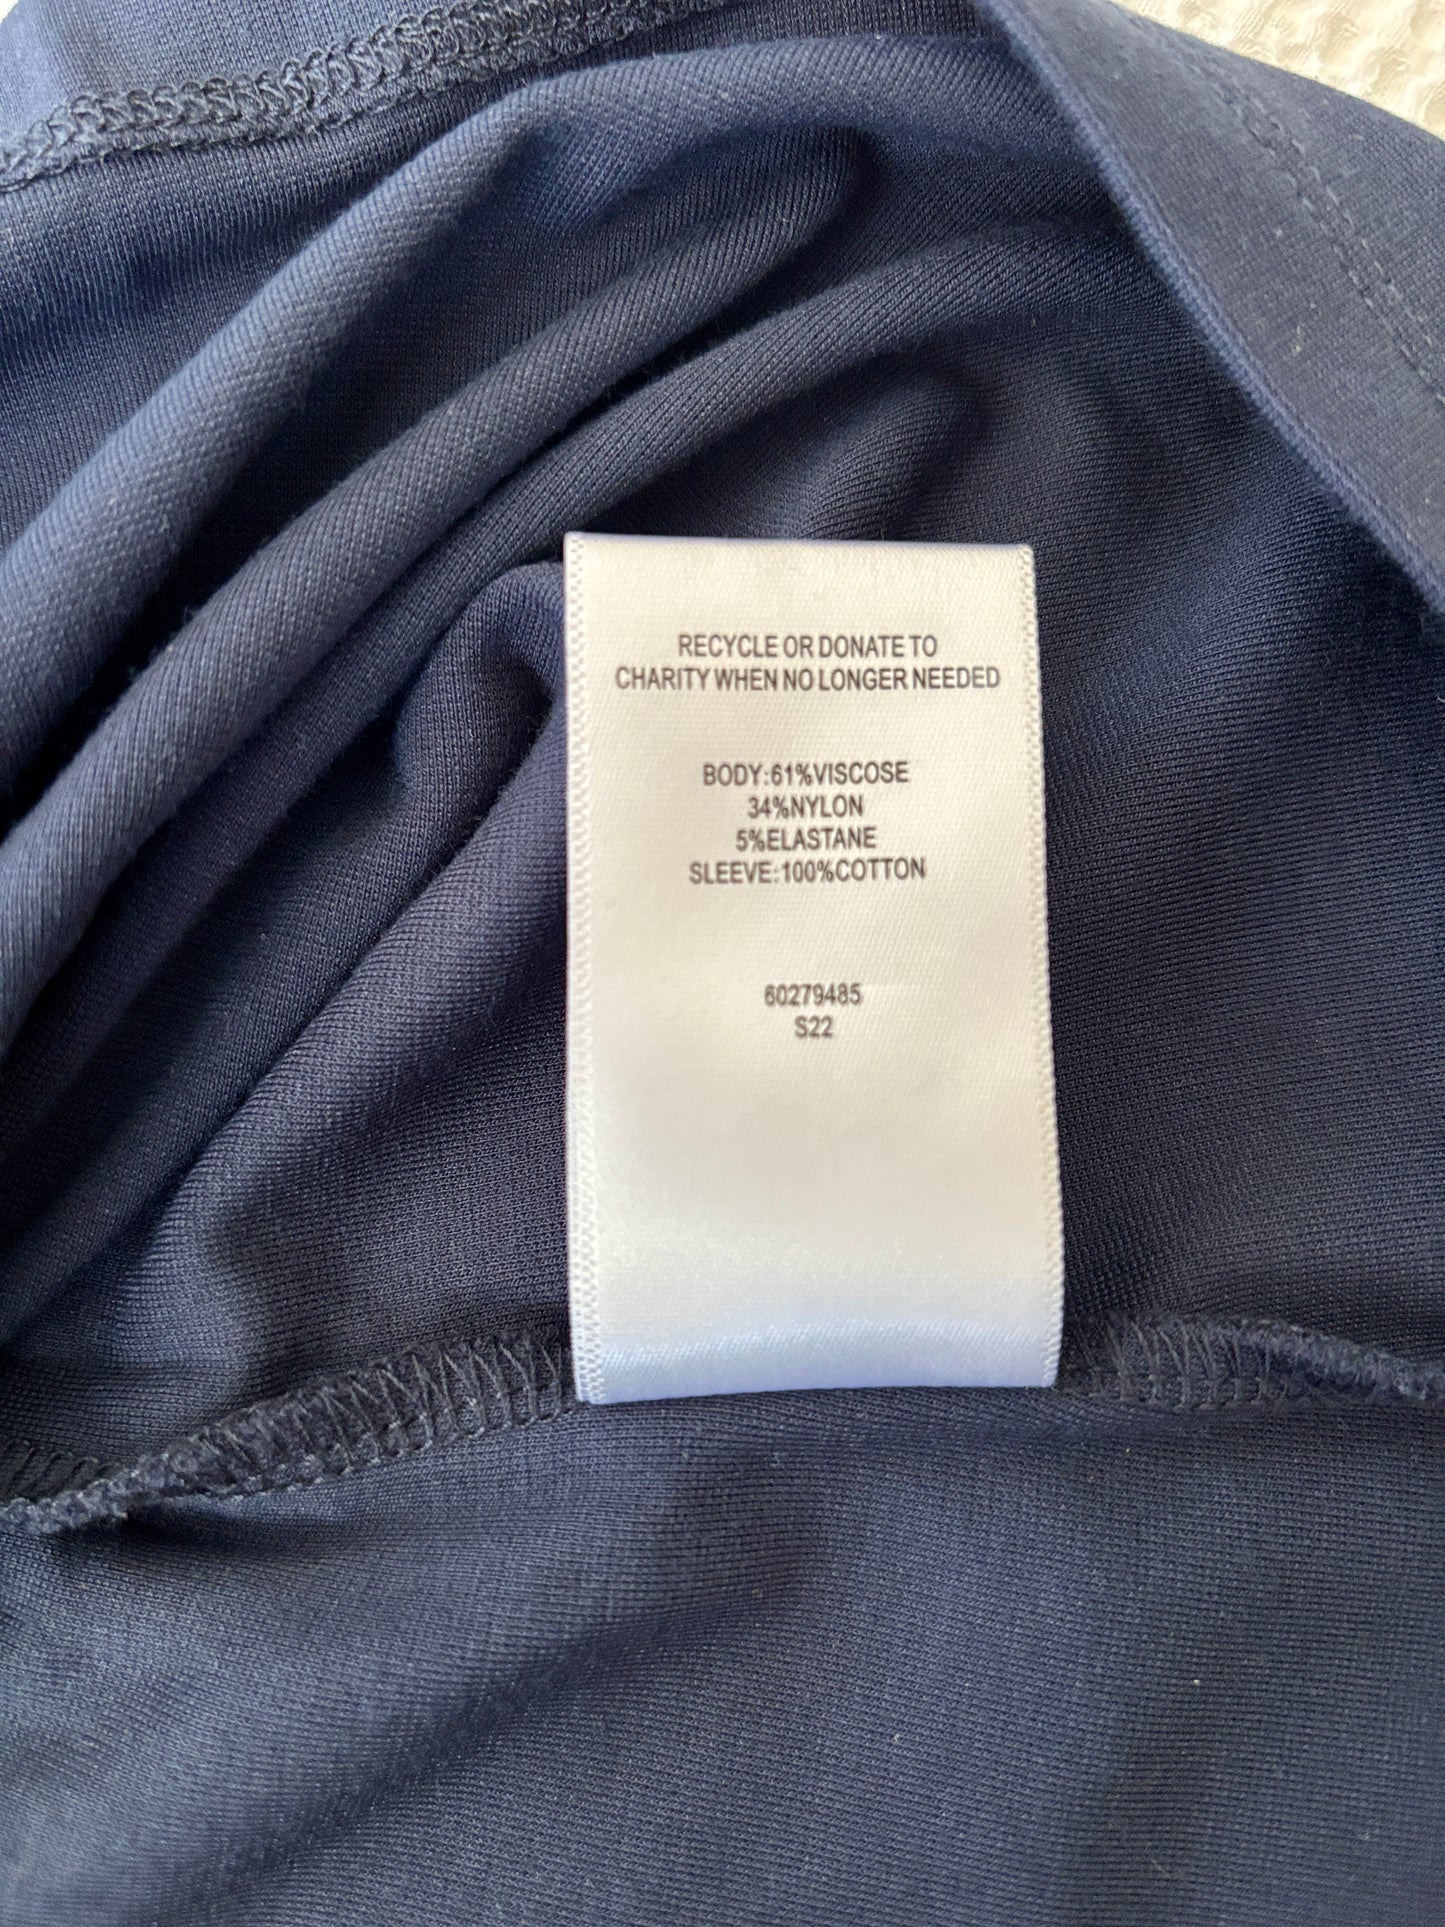 RECYCLE OR DONATE TO
CHARITY WHEN NO LONGER NEEDED
BODY:61%VISCOSE
34%NYLON
5%ELASTANE
SLEEVE:100%COTTON
60279485
S22